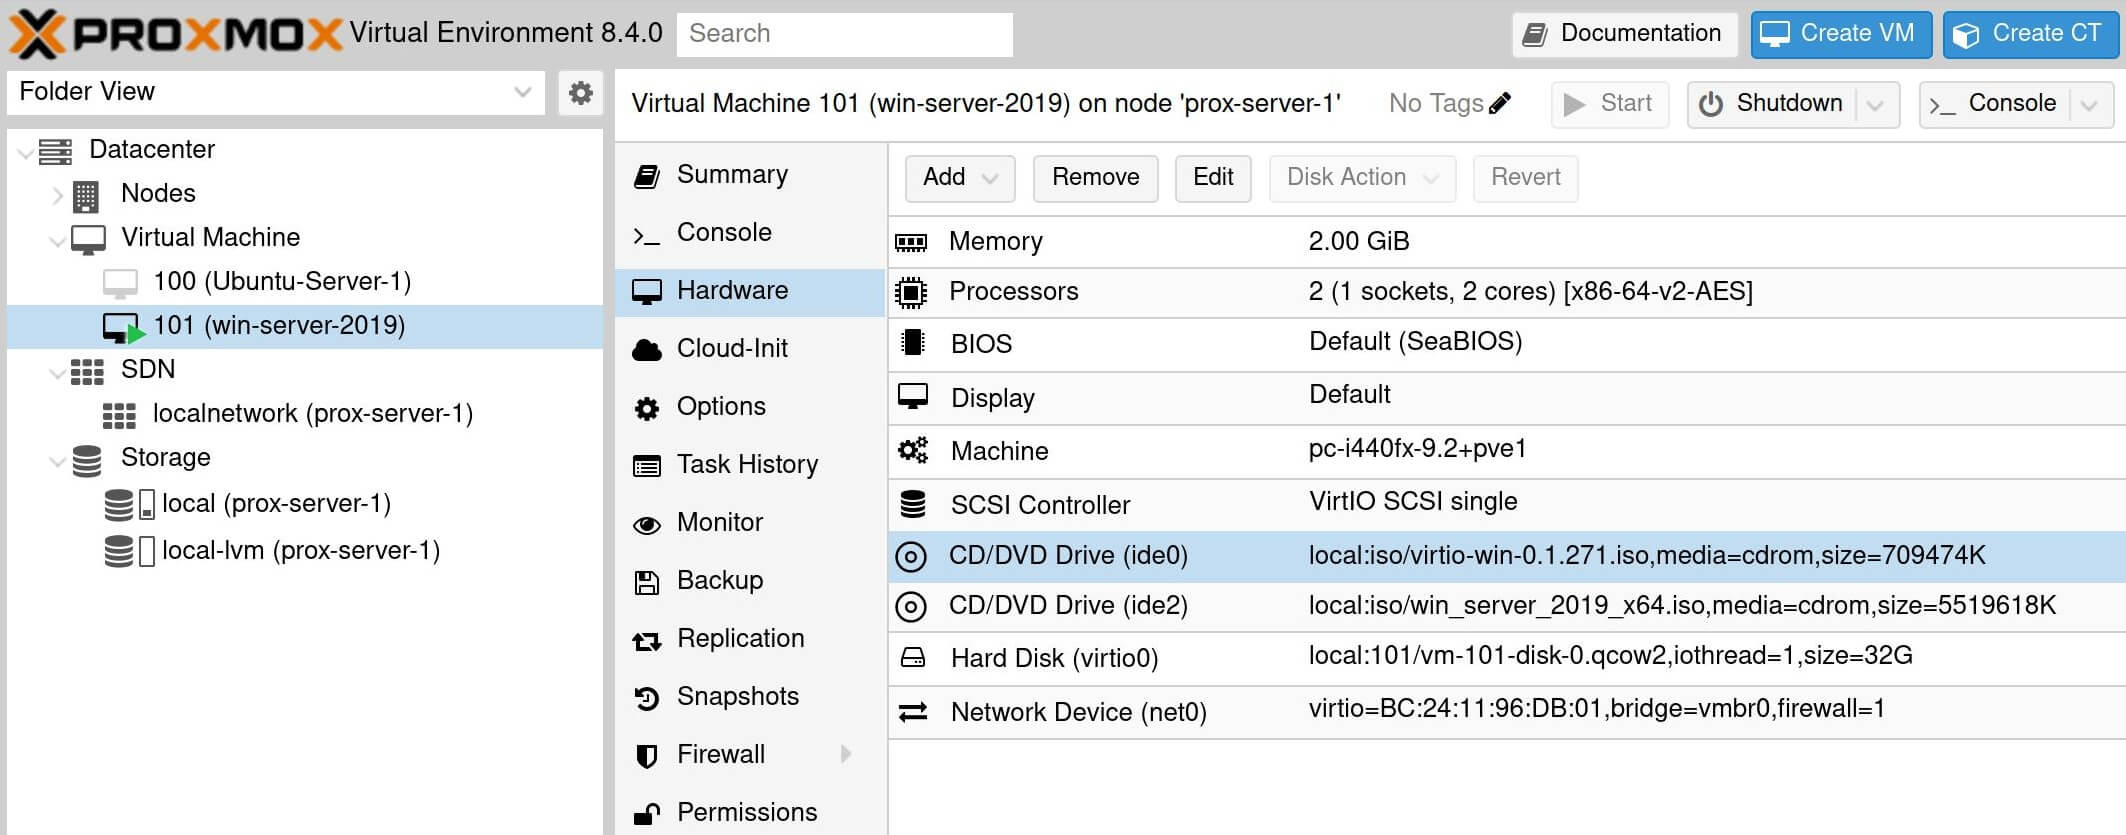 PROXMOX Virtual Environment 8.4.0 Search Documentation Create VM Create CT
Folder View
Datacenter
Nodes
Virtual Machine
100 (Ubuntu-Server-1)
101 (win-server-2019)
SDN
localnetwork (prox-server-1)
Storage
local (prox-server-1)
local-lvm (prox-server-1)
Virtual Machine 101 (win-server-2019) on node 'prox-server-1' No Tags Start Shutdown Console
Summary
Console
Hardware
Cloud-Init
Options
Task History
Monitor
Backup
Replication
Snapshots
Firewall
Permissions
Add Remove Edit Disk Action Revert
Memory 2.00 GiB
Processors 2 (1 sockets, 2 cores) [x86-64-v2-AES]
BIOS Default (SeaBIOS)
Display Default
Machine pc-i440fx-9.2+pve1
SCSI Controller VirtIO SCSI single
CD/DVD Drive (ide0) local:iso/virtio-win-0.1.271.iso,media=cdrom,size=709474K
CD/DVD Drive (ide2) local:iso/win_server_2019_x64.iso,media=cdrom,size=5519618K
Hard Disk (virtio0) local:101/vm-101-disk-0.qcow2,iothread=1,size=32G
Network Device (net0) virtio=BC:24:11:96:DB:01,bridge=vmbr0,firewall=1